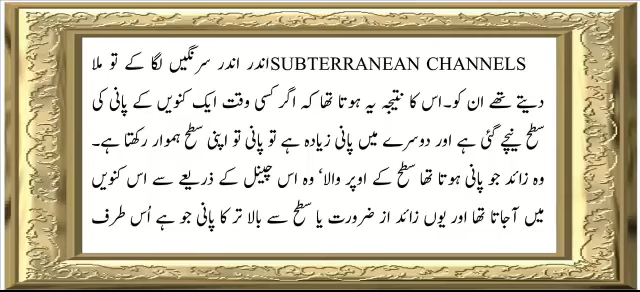 SUBTERRANEAN CHANNELSاندر اندر سرنگیں لگا کے تو ملا
دیتے تھے ان کو۔اس کا نتیجہ یہ ہوتا تھا کہ اگر کسی وقت ایک کنویں کے پانی کی
سطح نیچے گئی ہے اور دوسرے میں پانی زیادہ ہے تو پانی تو اپنی سطح ہموار رکھتا ہے۔
وہ زائد جو پانی ہوتا تھا سطح کے اوپر والا‘ وہ اس چینل کے ذریعے سے اس کنویں
میں آجاتا تھا اور یوں زائد از ضرورت یا سطح سے بالا تر کا پانی جو ہے اُس طرف